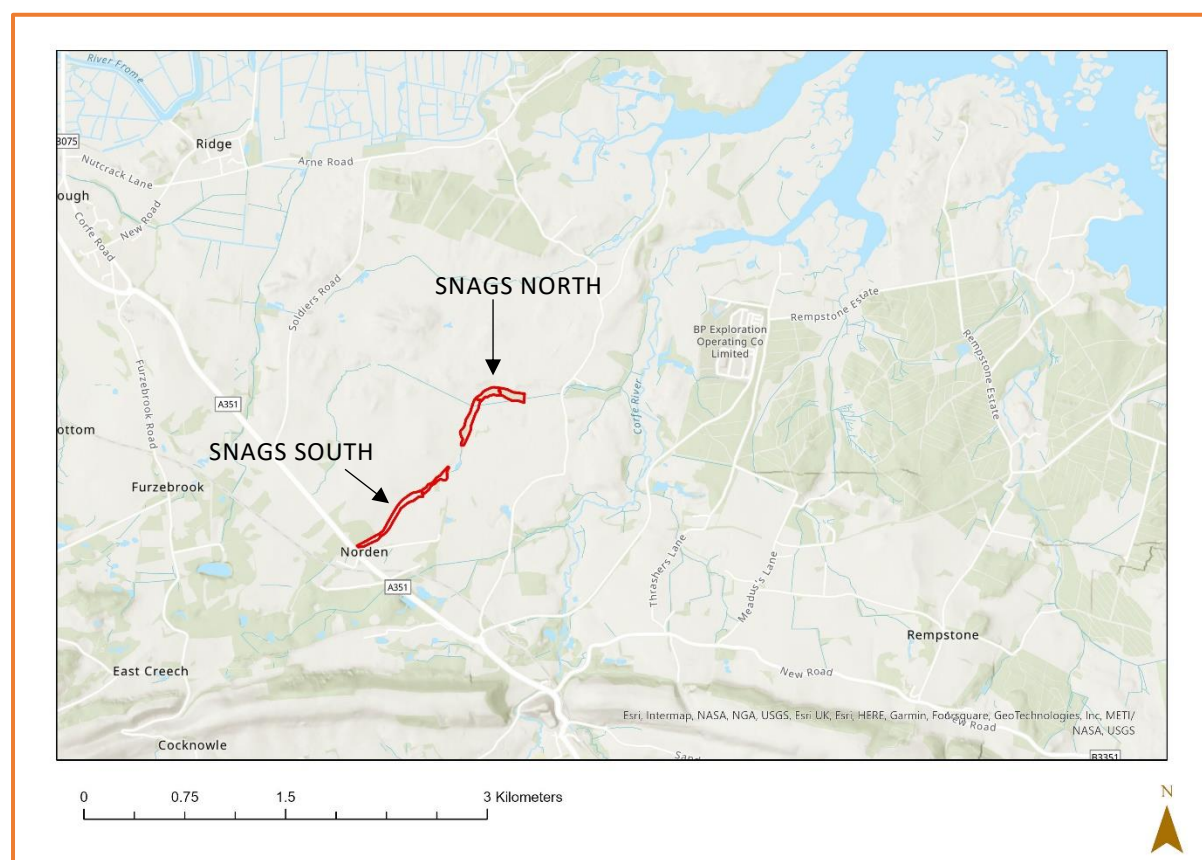 River Frome
B3075
Ridge
Arne Road
Nutcrack Lane
ough
New Road
Corfe Road
Soldiers Road
SNAGS NORTH
Rempstone Estate
BP Exploration
Operating Co
Limited
Rempstone Estate
Furzebrook Road
A351
Corfe River
ottom
SNAGS SOUTH
Furzebrook
Norden
A351
Thrashers Lane
Meadus's Lane
Rempstone
East Creech
New Road
Esri, Intermap, NASA, NGA, USGS, Esri UK, Esri, HERE, Garmin, Foursquare, GeoTechnologies, Inc, METI/
NASA, USGS
New Road
Cocknowle
Sand
B3351
0 0.75 1.5 3 Kilometers
N